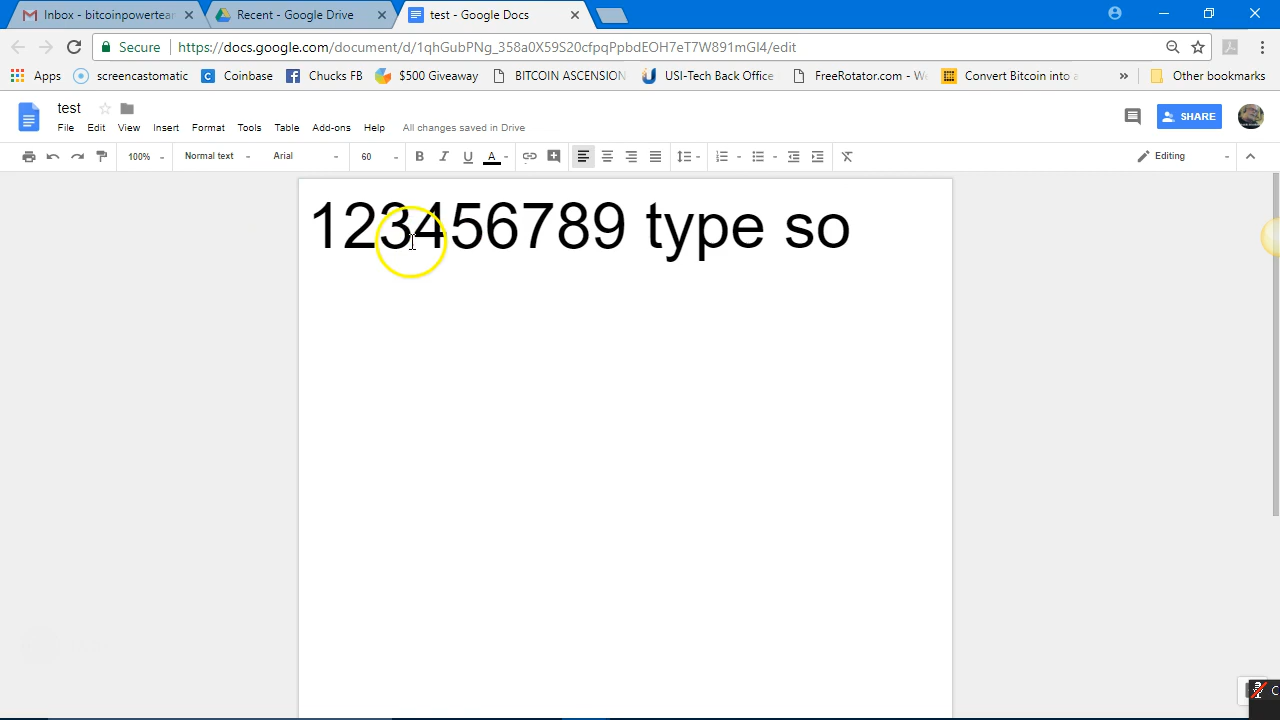 Inbox - bitcoinpowertear
Recent - Google Drive
test - Google Docs
Secure
https://docs.google.com/document/d/1qhGubPNg_358a0X59S20cfpqPpbdEOH7eT7W891mGl4/edit
Apps
screencastomatic
Coinbase
Chucks FB
$500 Giveaway
BITCOIN ASCENSION
USI-Tech Back Office
FreeRotator.com - W
Convert Bitcoin into a
»
Other bookmarks
test
File Edit View Insert Format Tools Table Add-ons Help All changes saved in Drive
SHARE
100% Normal text Arial 60 B I U A Editing
123456789 type so
C